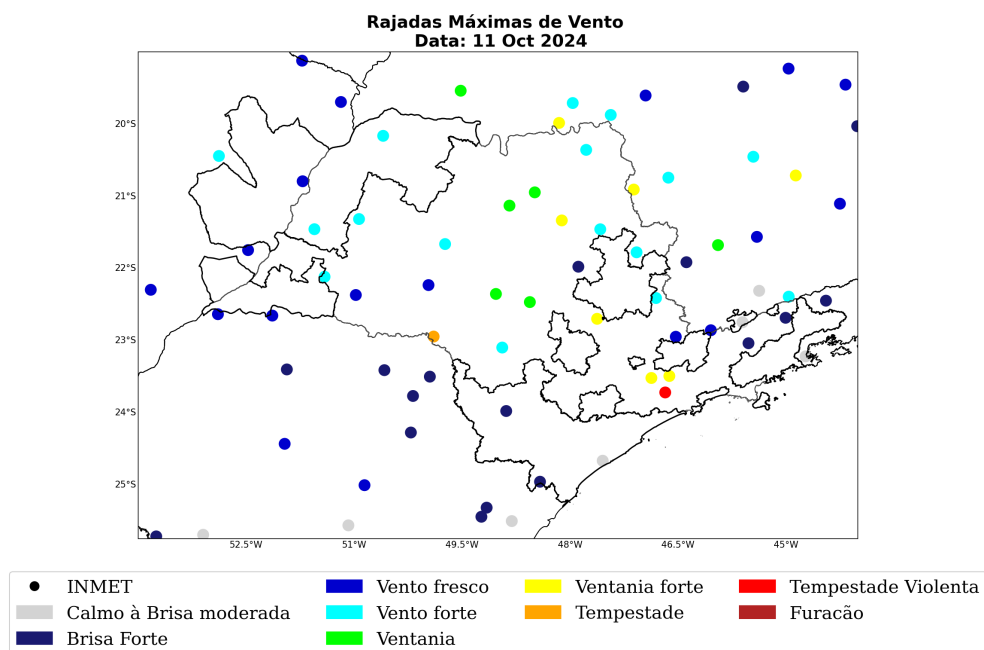 Rajadas Máximas de Vento
Data: 11 Oct 2024
20°S
21°S
22°S
23°S
24°S
25°S
52.5°W 51°W 49.5°W 48°W 46.5°W 45°W
INMET Vento fresco Ventania forte Tempestade Violenta
Calmo à Brisa moderada Vento forte Tempestade Furacão
Brisa Forte Ventania